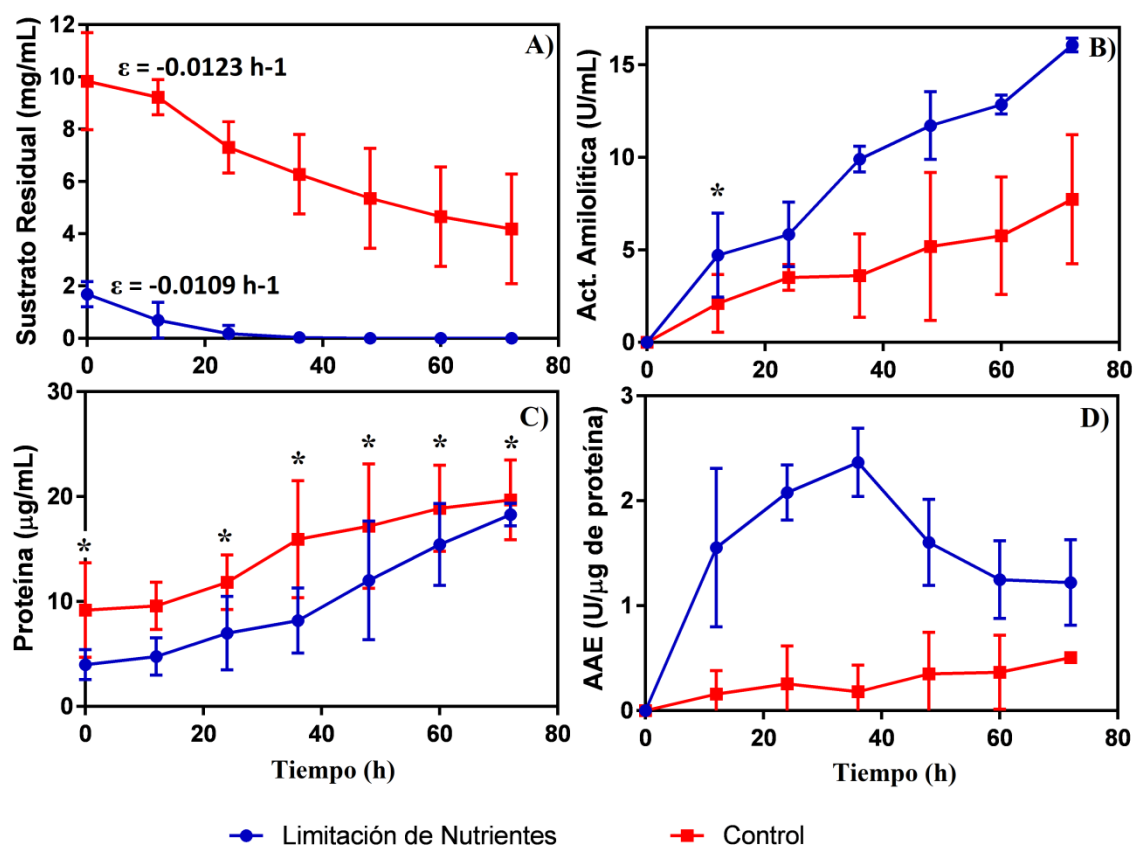 A)
Sustrato Residual (mg/mL)
12
10
8
6
4
2
0
ε = -0.0123 h-1
ε = -0.0109 h-1
0 20 40 60 80
B)
Act. Amilolítica (U/mL)
15
10
5
0
*
0 20 40 60 80
C)
Proteína (µg/mL)
30
20
10
0
* * * * * *
0 20 40 60 80
Tiempo (h)
D)
AAE (U/µg de proteína)
3
2
1
0
0 20 40 60 80
Tiempo (h)
Limitación de Nutrientes
Control